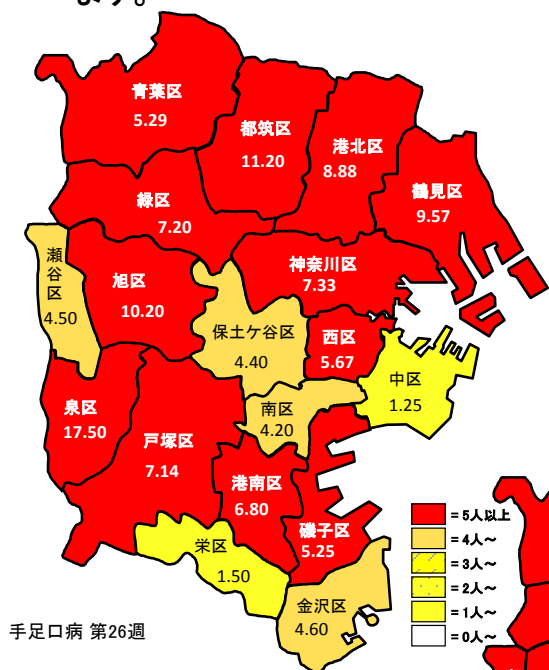 ます。
青葉区
5.29
都筑区
11.20
港北区
8.88
鶴見区
9.57
緑区
7.20
瀬谷区
4.50
旭区
10.20
神奈川区
7.33
保土ケ谷区
4.40
西区
5.67
中区
1.25
泉区
17.50
南区
4.20
戸塚区
7.14
港南区
6.80
磯子区
5.25
栄区
1.50
金沢区
4.60
=5人以上
=4人~
=3人~
=2人~
=1人~
=0人~
手足口病 第26週